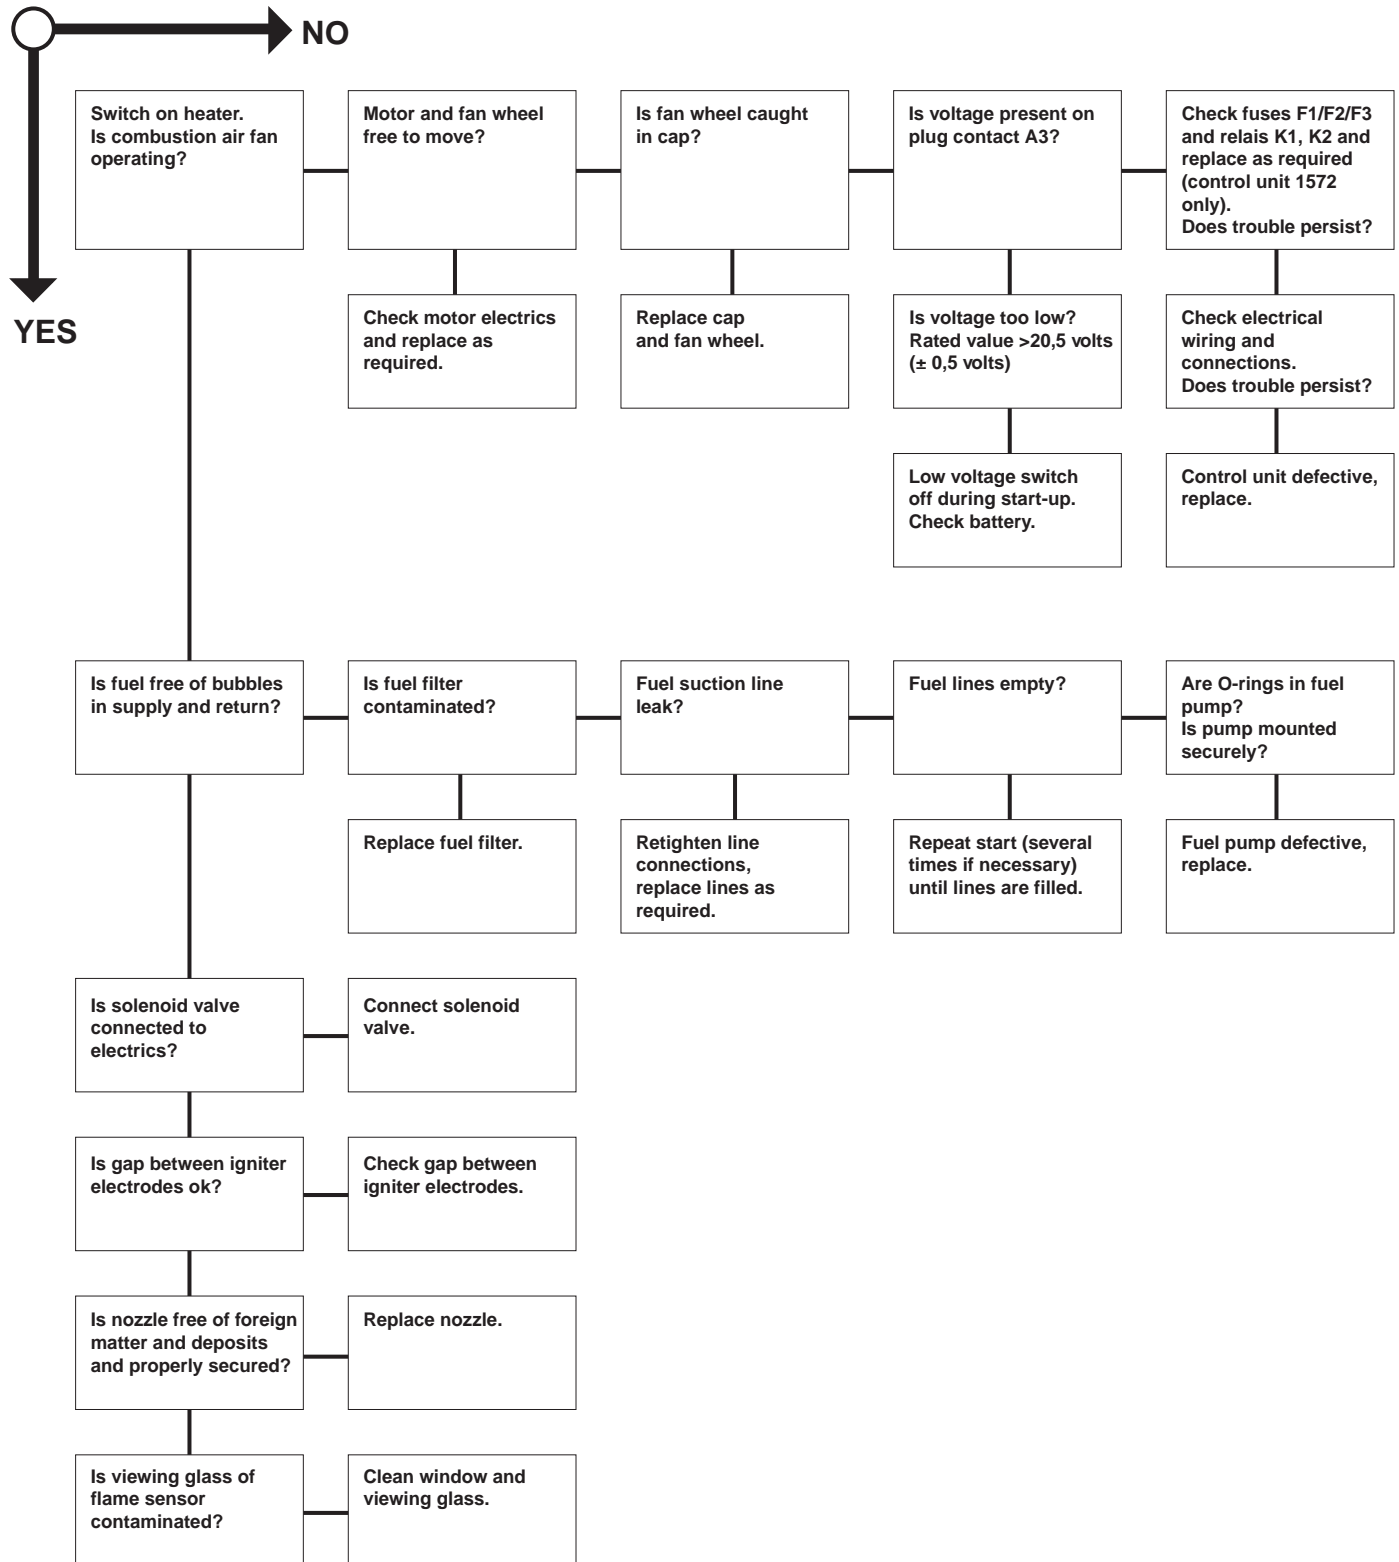 NO
YES
Switch on heater.
Is combustion air fan
operating?
Motor and fan wheel
free to move?
Is fan wheel caught
in cap?
Is voltage present on
plug contact A3?
Check fuses F1/F2/F3
and relais K1, K2 and
replace as required
(control unit 1572
only).
Does trouble persist?
Check motor electrics
and replace as
required.
Replace cap
and fan wheel.
Is voltage too low?
Rated value >20,5 volts
(± 0,5 volts)
Check electrical
wiring and
connections.
Does trouble persist?
Low voltage switch
off during start-up.
Check battery.
Control unit defective,
replace.
Is fuel free of bubbles
in supply and return?
Is fuel filter
contaminated?
Fuel suction line
leak?
Fuel lines empty?
Are O-rings in fuel
pump?
Is pump mounted
securely?
Replace fuel filter.
Retighten line
connections,
replace lines as
required.
Repeat start (several
times if necessary)
until lines are filled.
Fuel pump defective,
replace.
Is solenoid valve
connected to
electrics?
Connect solenoid
valve.
Is gap between igniter
electrodes ok?
Check gap between
igniter electrodes.
Is nozzle free of foreign
matter and deposits
and properly secured?
Replace nozzle.
Is viewing glass of
flame sensor
contaminated?
Clean window and
viewing glass.